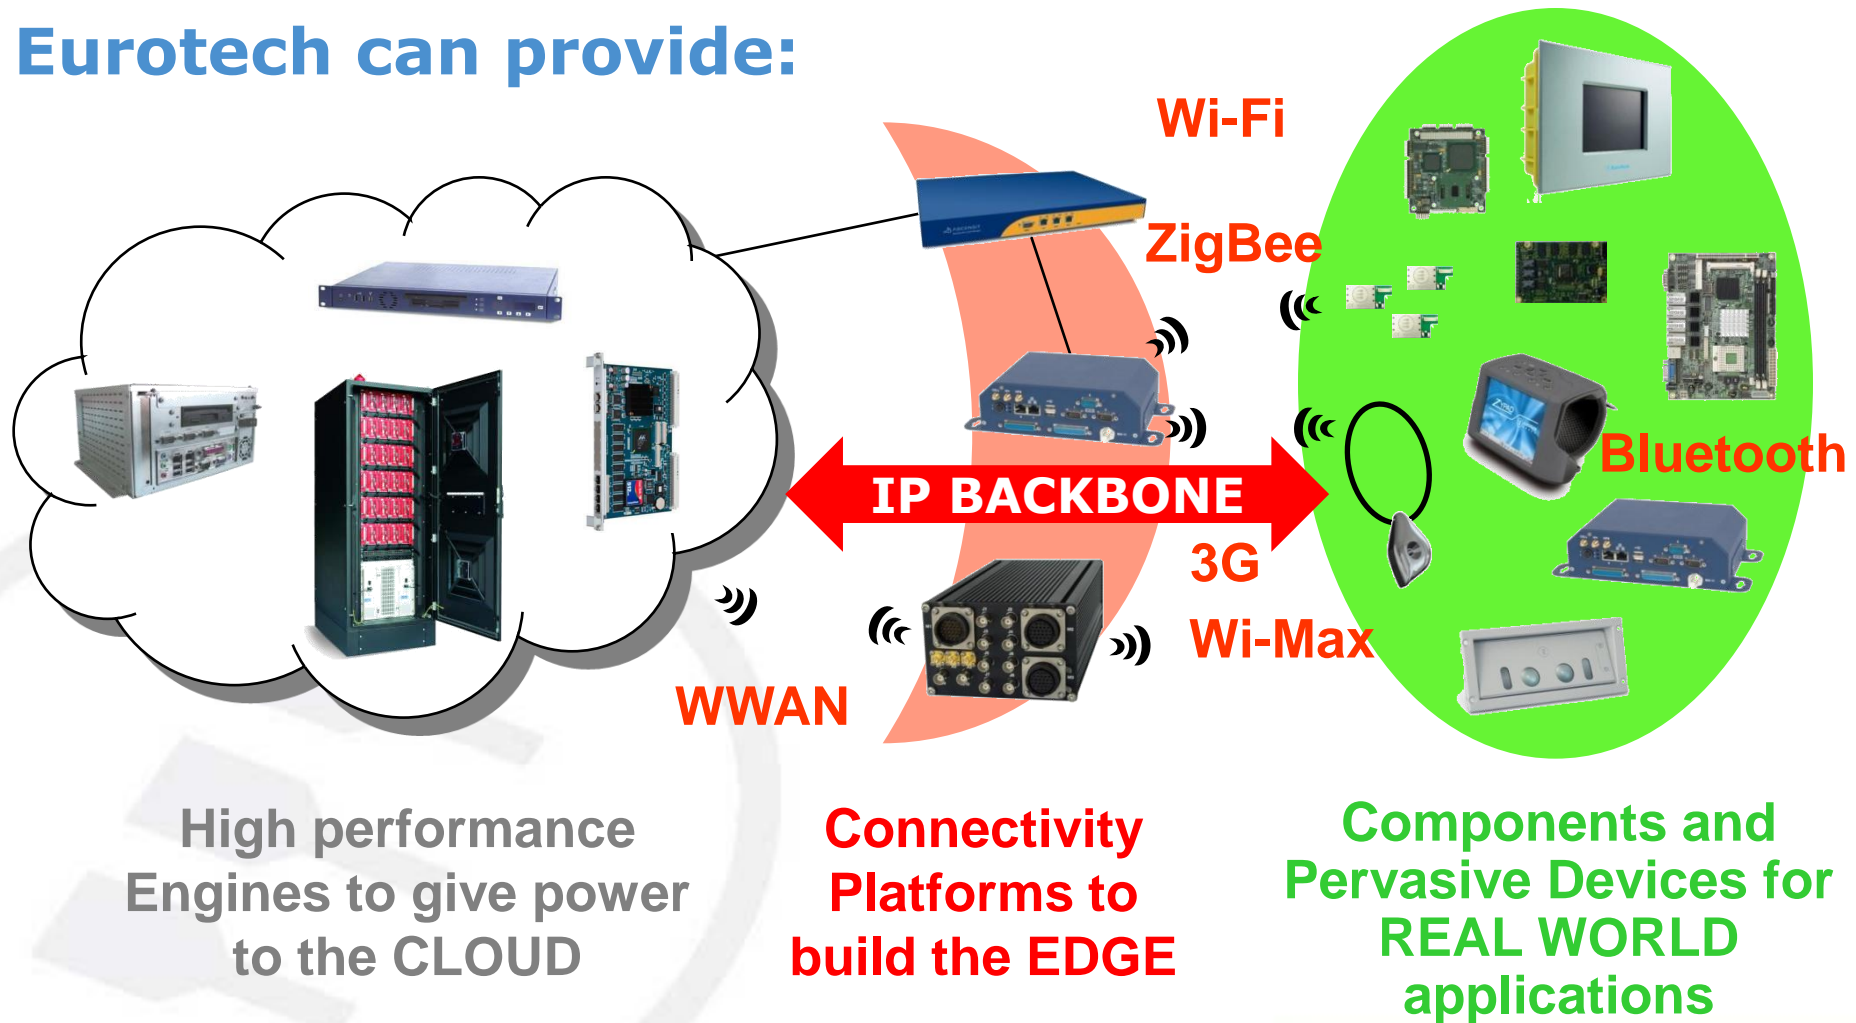 Eurotech can provide:
Wi-Fi
ZigBee
Bluetooth
IP BACKBONE
3G
Wi-Max
WWAN
High performance
Engines to give power
to the CLOUD
Connectivity
Platforms to
build the EDGE
Components and
Pervasive Devices for
REAL WORLD
applications